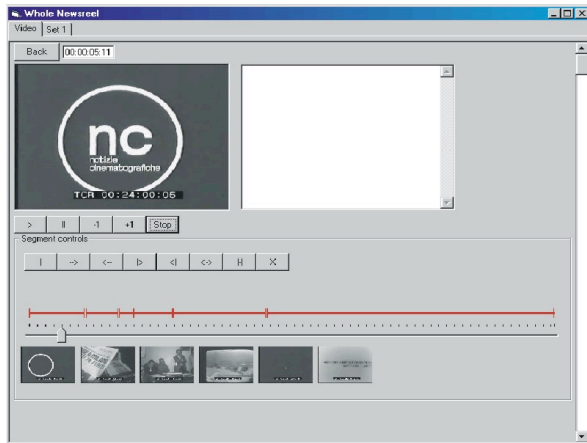 Whole Newsreel
Video Set 1
Back 00:00:05:11
nc
notizie
cinematografiche
TCR 00:24:00:06
> II -1 +1 Stop
Segment controls
I --> <-- |> <| <-> H X